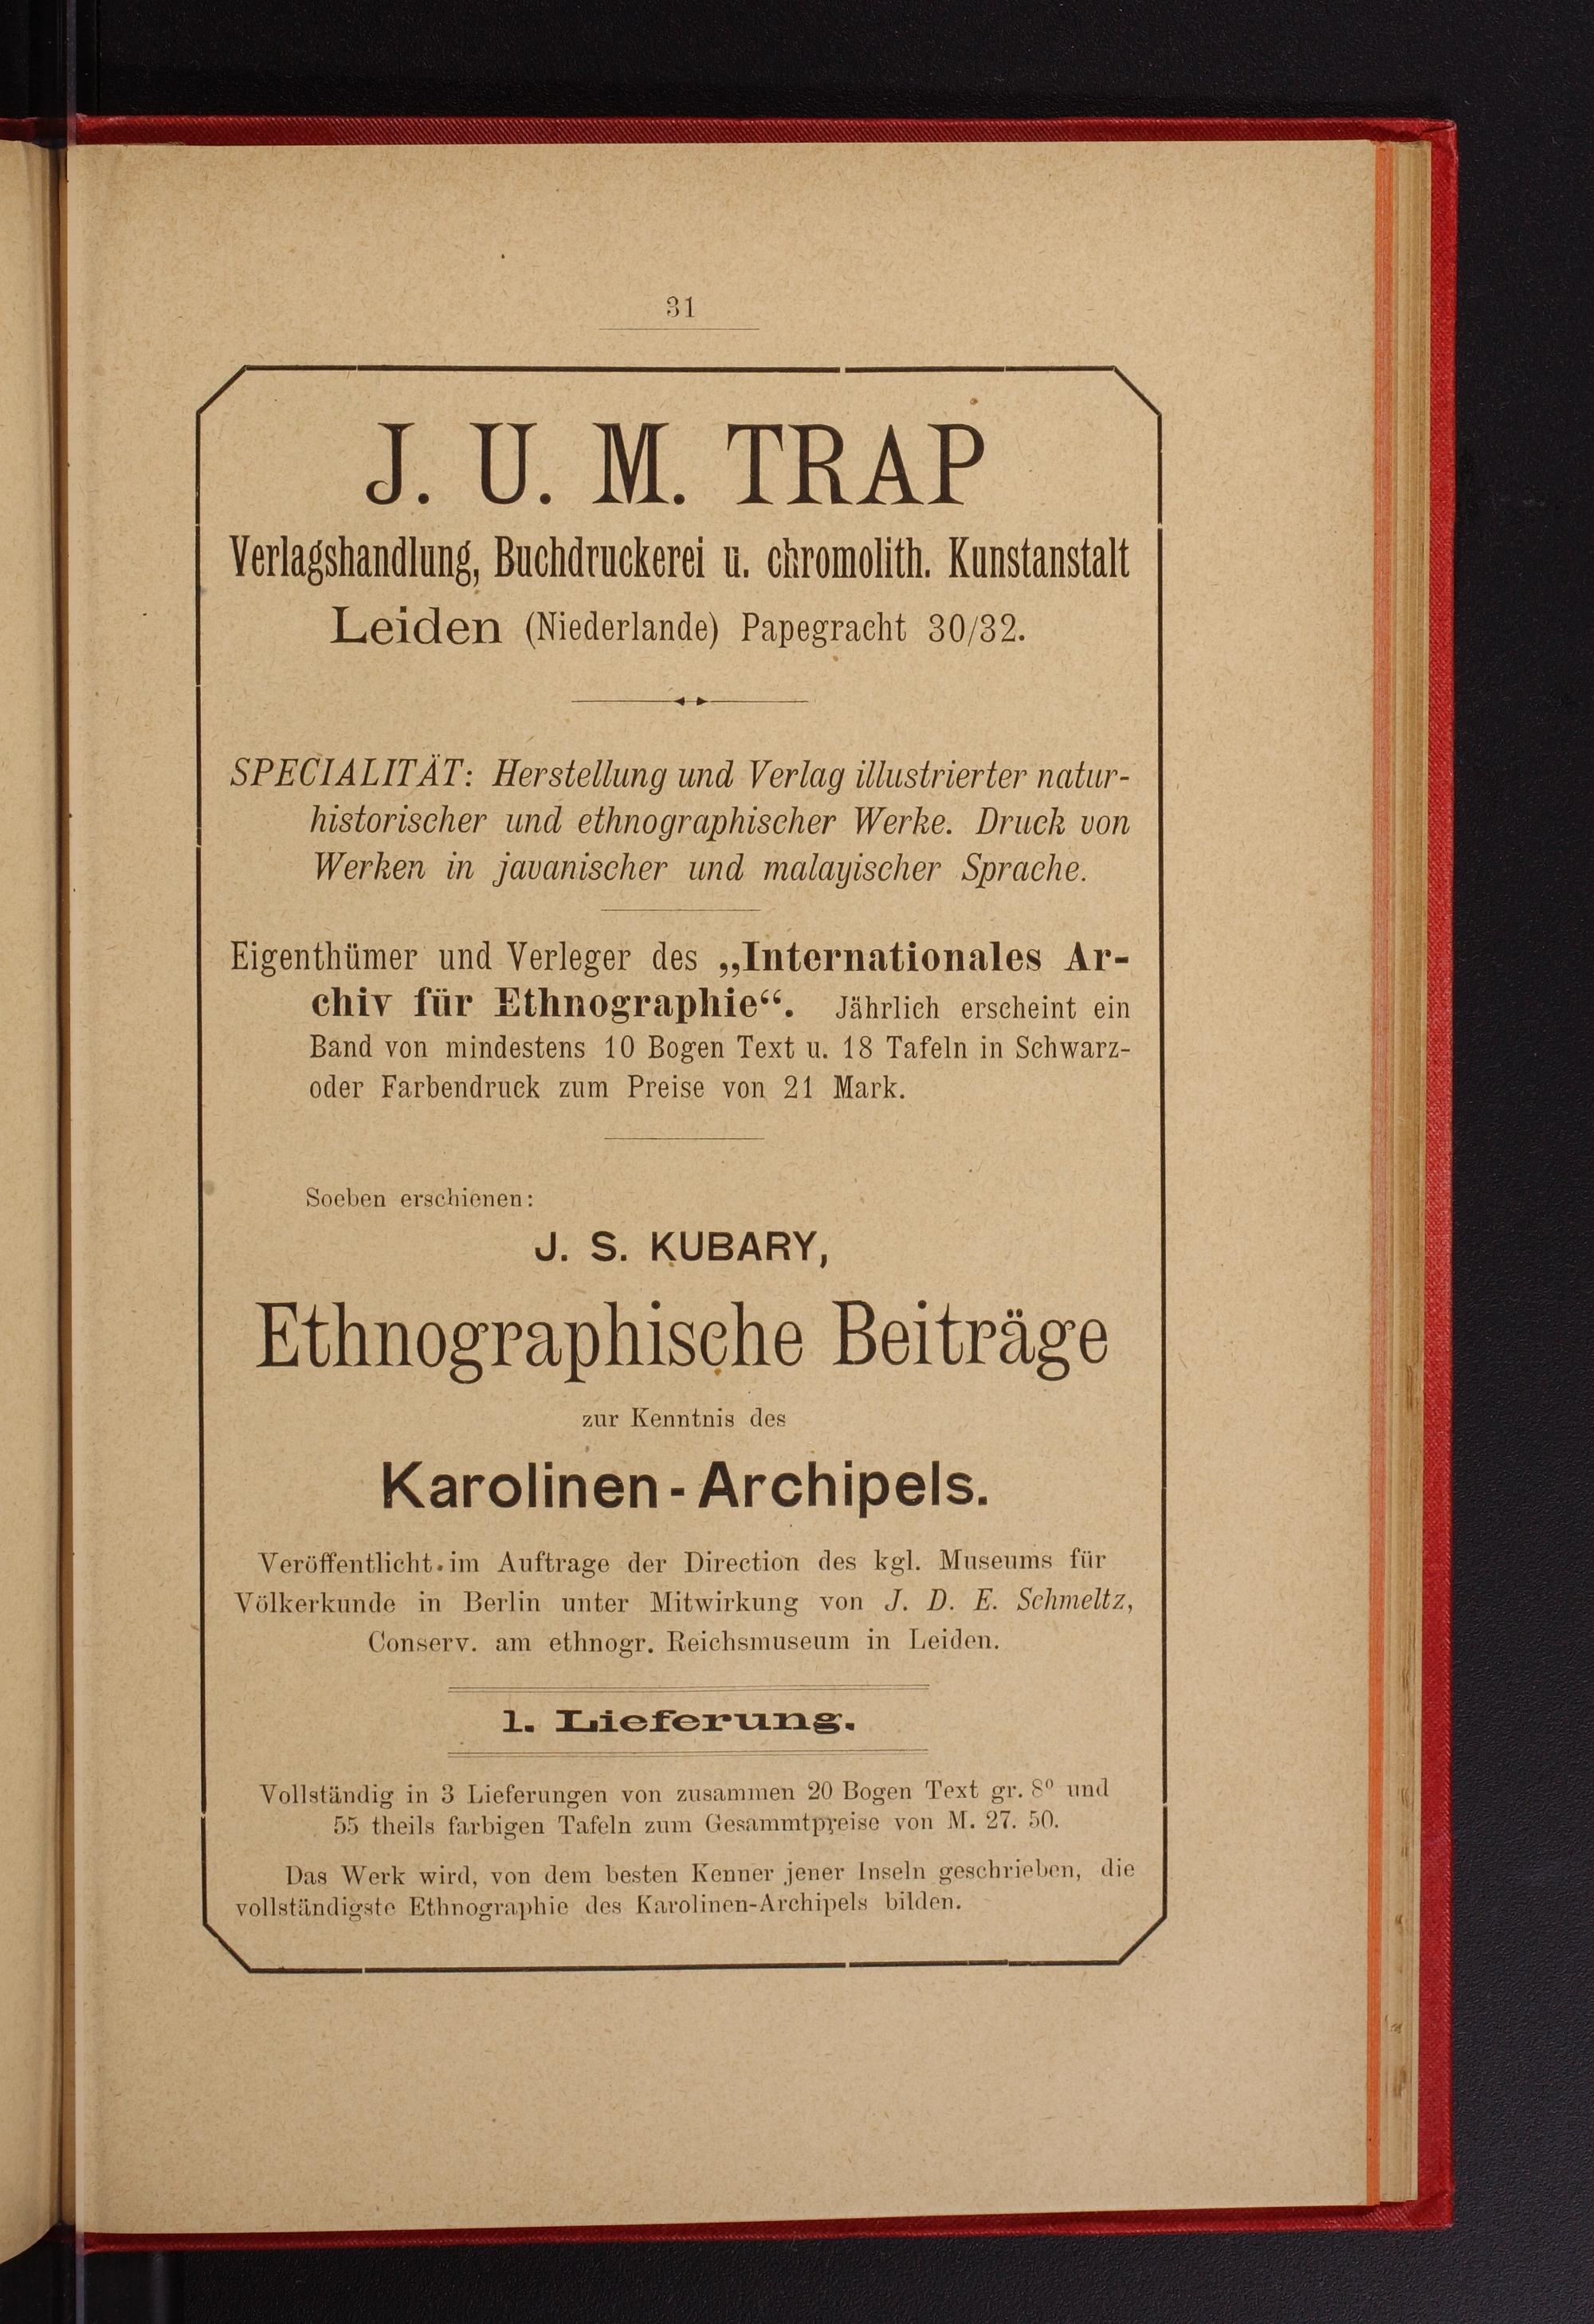 31
J. U. M. TRAP
Verlagshandlung, Buchdruckerei u. chromolith. Kunstanstalt
Leiden (Niederlande) Papegracht 30/32.
SPECIALITÄT: Herstellung und Verlag illustrierter natur-
historischer und ethnographischer Werke. Druck von
Werken in javanischer und malayischer Sprache.
Eigenthümer und Verleger des „Internationales Ar-
chiv für Ethnographie“. Jährlich erscheint ein
Band von mindestens 10 Bogen Text u. 18 Tafeln in Schwarz-
oder Farbendruck zum Preise von 21 Mark.
Soeben erschienen:
J. S. KUBARY,
Ethnographische Beiträge
zur Kenntnis des
Karolinen-Archipels.
Veröffentlicht im Auftrage der Direction des kgl. Museums für
Völkerkunde in Berlin unter Mitwirkung von J. D. E. Schmeltz,
Conserv. am ethnogr. Reichsmuseum in Leiden.
1. Lieferung.
Vollständig in 3 Lieferungen von zusammen 20 Bogen Text gr. 8⁰ und
55 theils farbigen Tafeln zum Gesammtpreise von M. 27. 50.
Das Werk wird, von dem besten Kenner jener Inseln geschrieben, die
vollständigste Ethnographie des Karolinen-Archipels bilden.